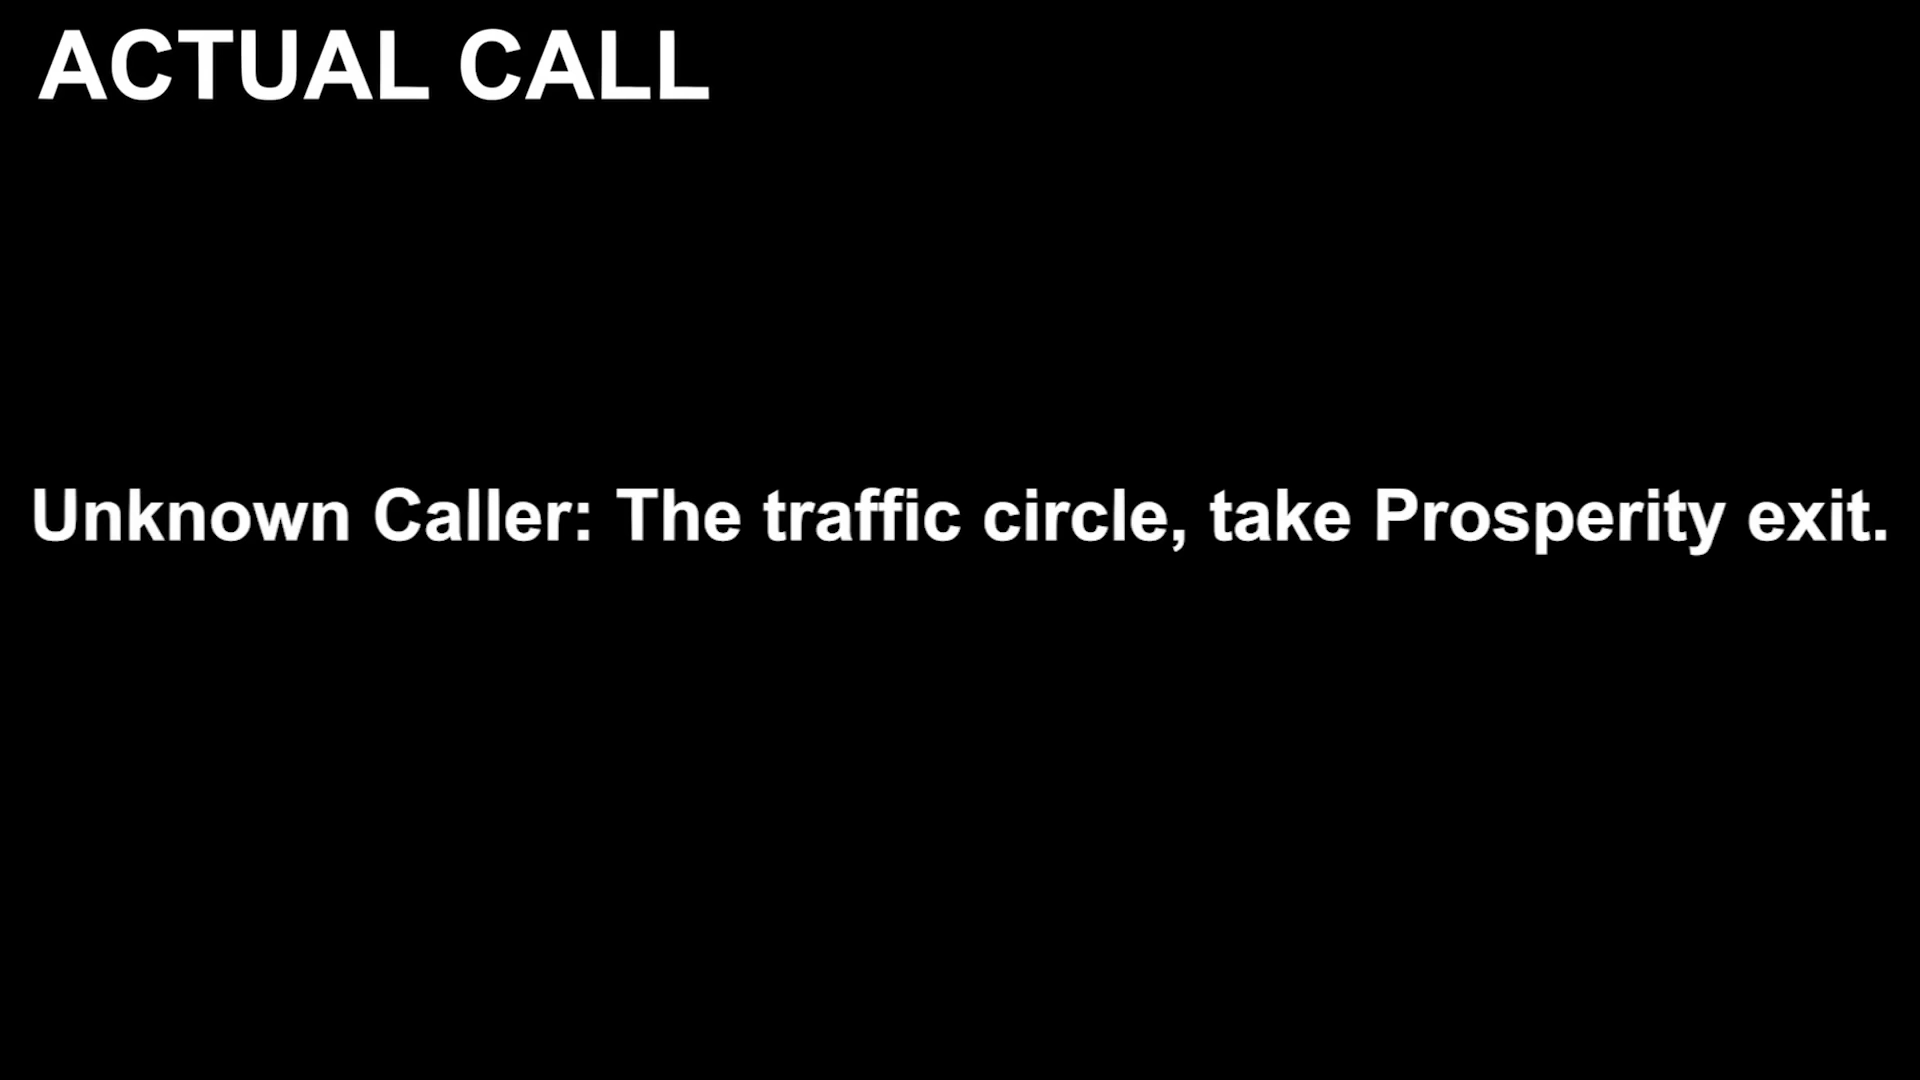 ACTUAL CALL
Unknown Caller: The traffic circle, take Prosperity exit.